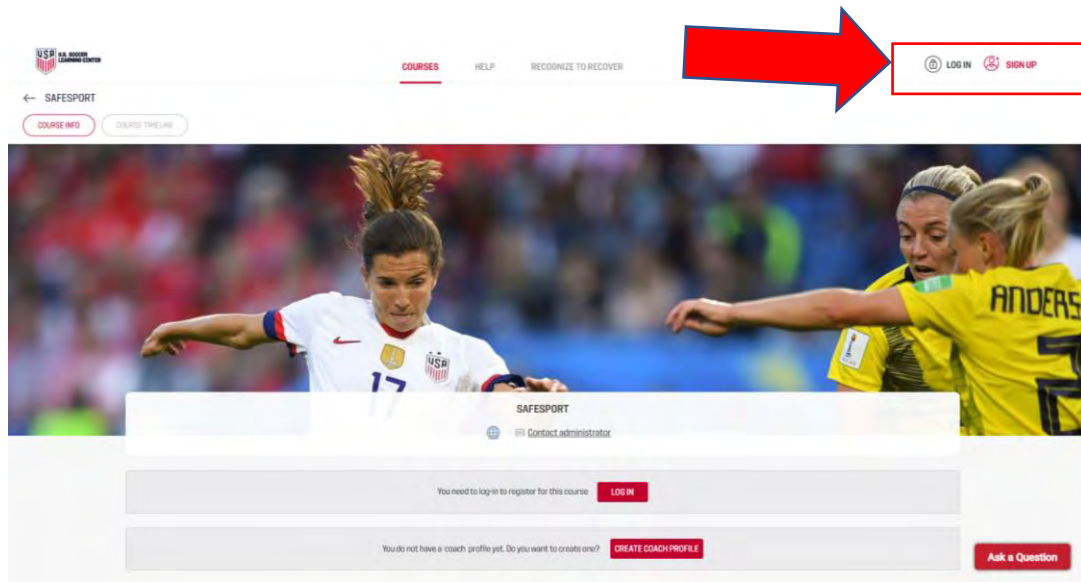 U.S. SOCCER
LEARNING CENTER
COURSES HELP RECOGNIZE TO RECOVER
LOG IN SIGN UP
← SAFESPORT
COURSE INFO COURSE TIMELINE
USA
17
ANDERS
2
SAFESPORT
Contact administrator
You need to log-in to register for this course LOG IN
You do not have a coach profile yet. Do you want to create one? CREATE COACH PROFILE
Ask a Question